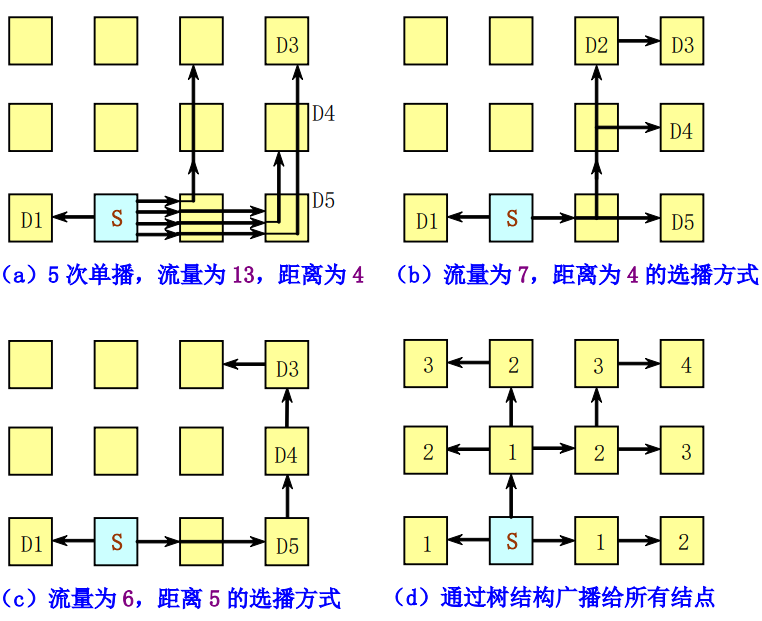 D3
D4
D5
D1
S
(a)5 次单播，流量为 13，距离为 4
D2
D3
D4
D1
S
D5
(b)流量为 7，距离为 4 的选播方式
D3
D4
D1
S
D5
(c)流量为 6，距离 5 的选播方式
3 2 3 4
2 1 2 3
1 S 1 2
(d)通过树结构广播给所有结点